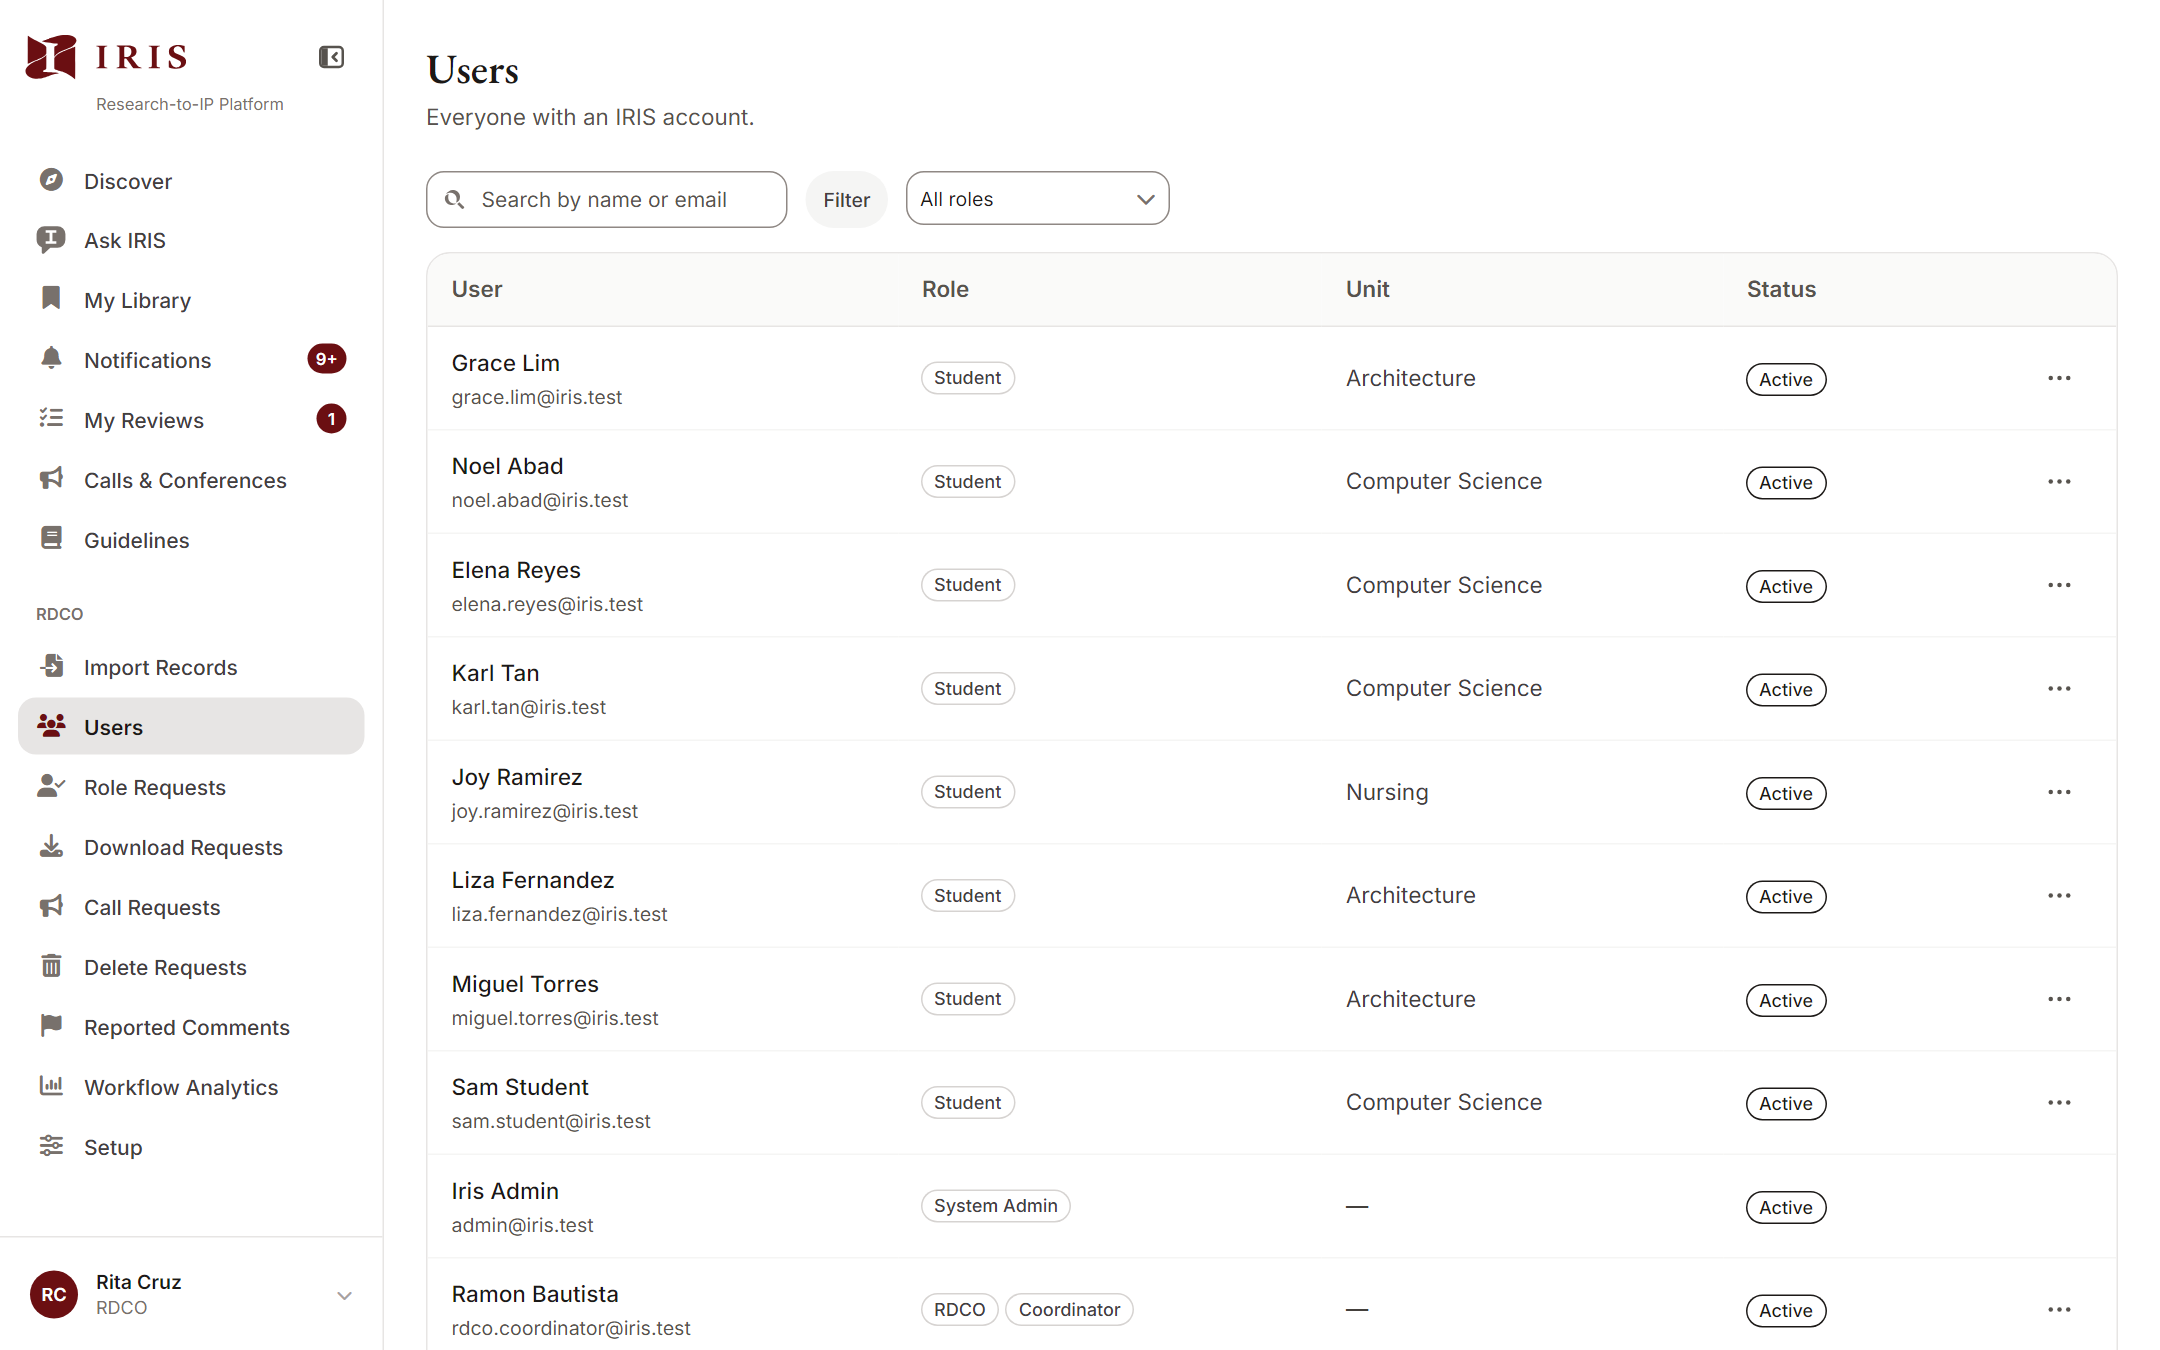 IRIS
Research-to-IP Platform
Discover
Ask IRIS
My Library
Notifications 9+
My Reviews 1
Calls & Conferences
Guidelines
RDCO
Import Records
Users
Role Requests
Download Requests
Call Requests
Delete Requests
Reported Comments
Workflow Analytics
Setup
RC Rita Cruz
RDCO
Users
Everyone with an IRIS account.
Search by name or email Filter All roles
User Role Unit Status
Grace Lim
grace.lim@iris.test
Student Architecture Active
Noel Abad
noel.abad@iris.test
Student Computer Science Active
Elena Reyes
elena.reyes@iris.test
Student Computer Science Active
Karl Tan
karl.tan@iris.test
Student Computer Science Active
Joy Ramirez
joy.ramirez@iris.test
Student Nursing Active
Liza Fernandez
liza.fernandez@iris.test
Student Architecture Active
Miguel Torres
miguel.torres@iris.test
Student Architecture Active
Sam Student
sam.student@iris.test
Student Computer Science Active
Iris Admin
admin@iris.test
System Admin — Active
Ramon Bautista
rdco.coordinator@iris.test
RDCO Coordinator — Active